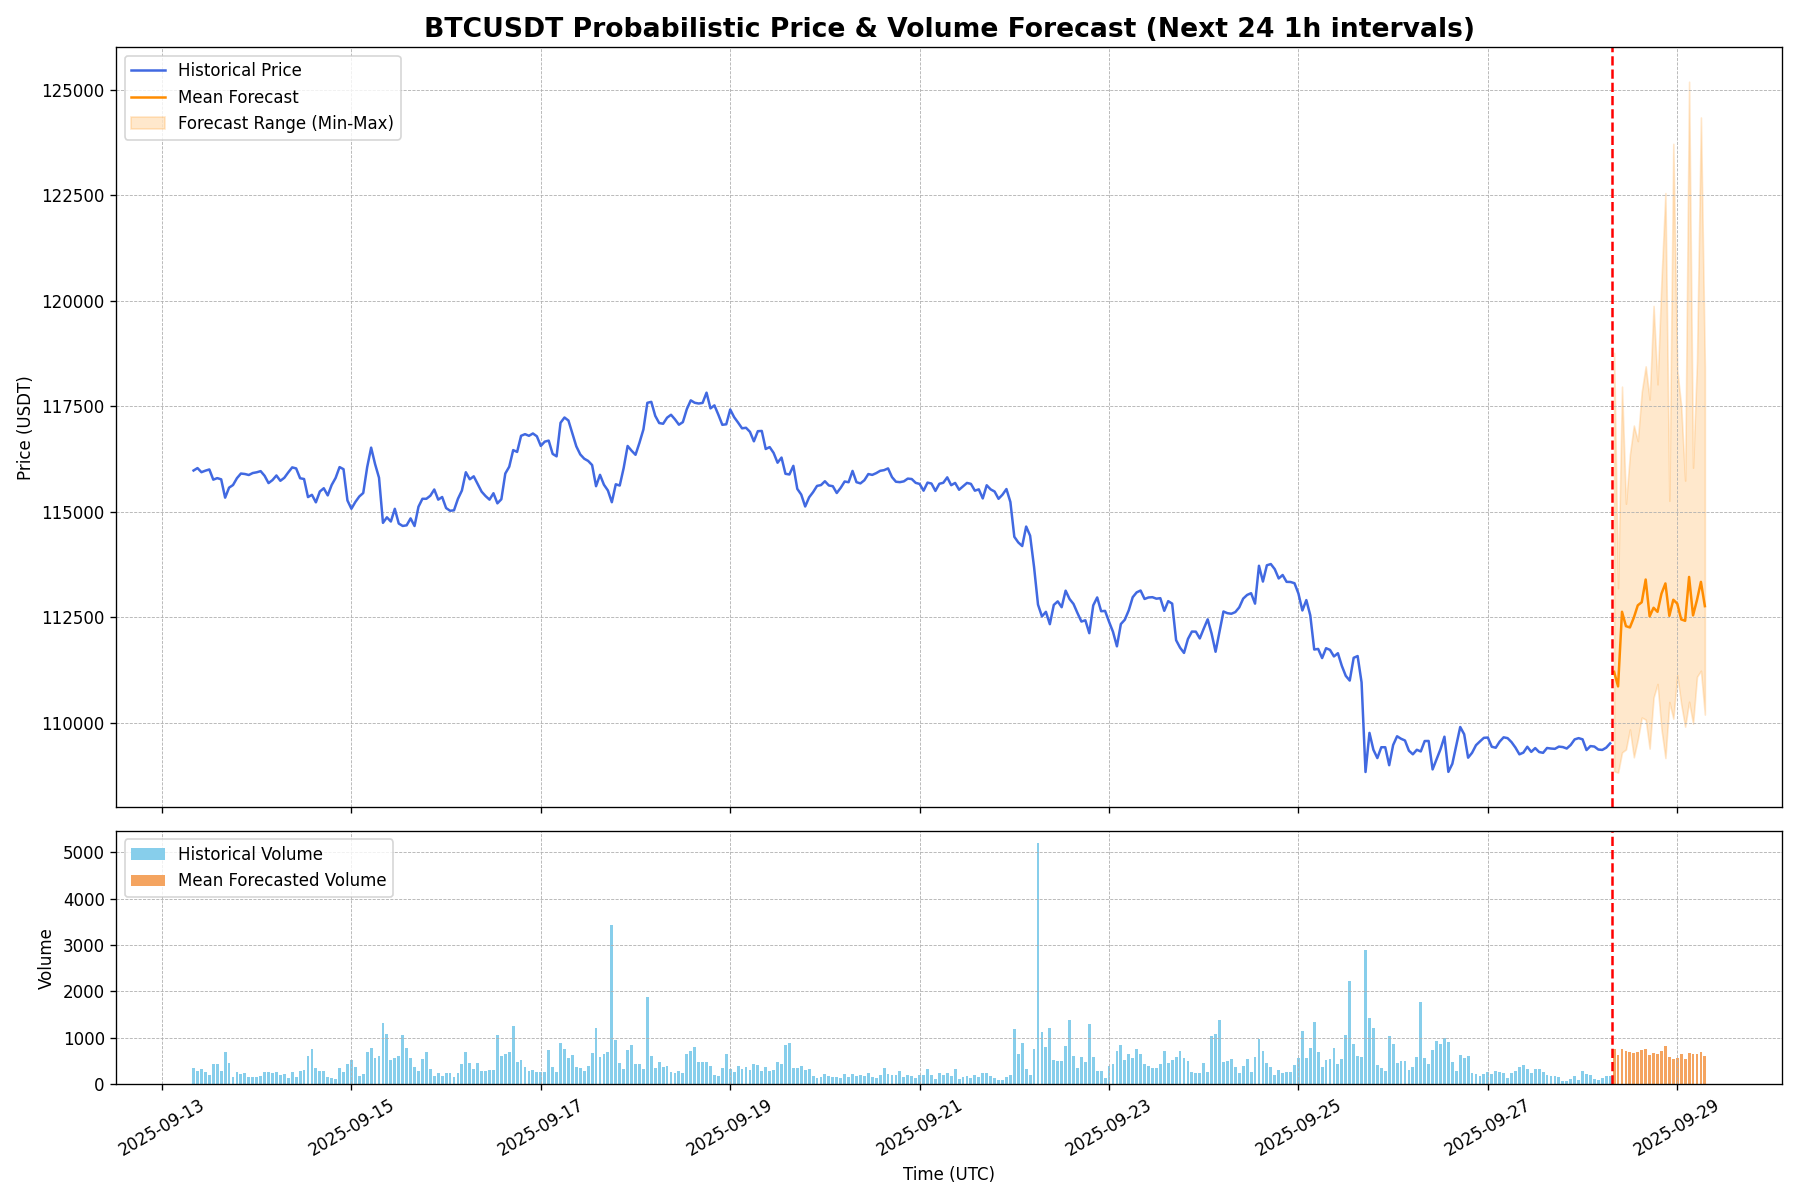 BTCUSDT Probabilistic Price & Volume Forecast (Next 24 1h intervals)
Historical Price
Mean Forecast
Forecast Range (Min-Max)
125000
122500
120000
117500
115000
112500
110000
Price (USDT)
Historical Volume
Mean Forecasted Volume
5000
4000
3000
2000
1000
0
Volume
2025-09-13
2025-09-15
2025-09-17
2025-09-19
2025-09-21
2025-09-23
2025-09-25
2025-09-27
2025-09-29
Time (UTC)